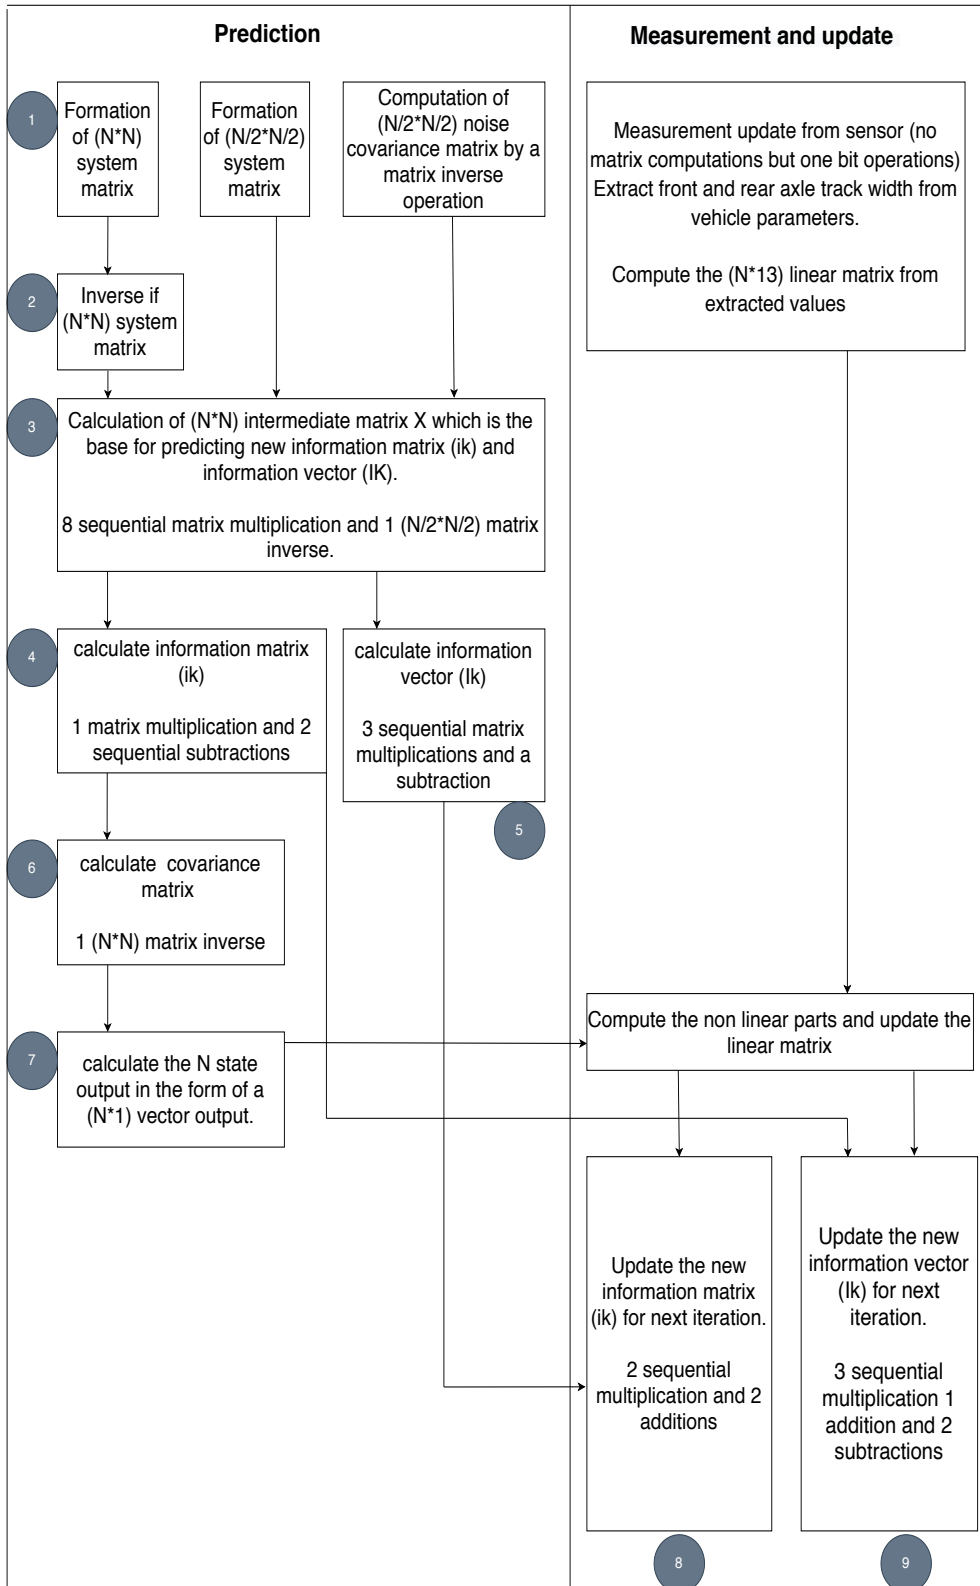 Prediction
Measurement and update
1
Formation
of (N*N)
system
matrix
Formation
of (N/2*N/2)
system
matrix
Computation of
(N/2*N/2) noise
covariance matrix by a
matrix inverse
operation
Measurement update from sensor (no
matrix computations but one bit operations)
Extract front and rear axle track width from
vehicle parameters.
Compute the (N*13) linear matrix from
extracted values
2
Inverse if
(N*N) system
matrix
3
Calculation of (N*N) intermediate matrix X which is the
base for predicting new information matrix (ik) and
information vector (IK).
8 sequential matrix multiplication and 1 (N/2*N/2) matrix
inverse.
4
calculate information matrix
(ik)
1 matrix multiplication and 2
sequential subtractions
calculate information
vector (Ik)
3 sequential matrix
multiplications and a
subtraction
5
6
calculate covariance
matrix
1 (N*N) matrix inverse
7
calculate the N state
output in the form of a
(N*1) vector output.
Compute the non linear parts and update the
linear matrix
Update the new
information matrix
(ik) for next iteration.
2 sequential
multiplication and 2
additions
Update the new
information vector
(Ik) for next
iteration.
3 sequential
multiplication 1
addition and 2
subtractions
8
9